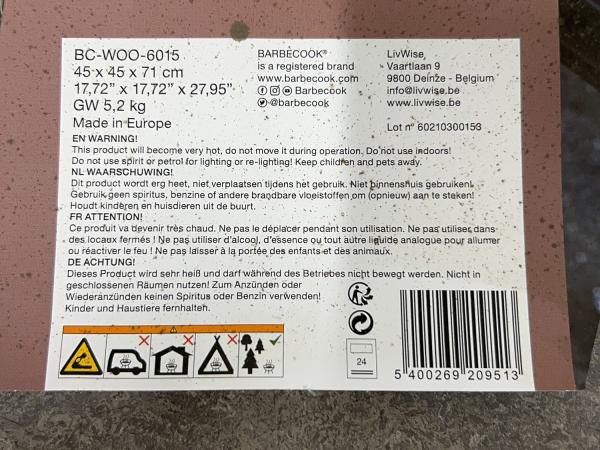 BC-WOO-6015
45 x 45 x 71 cm
17,72” x 17,72” x 27,95”
GW 5,2 kg
Made in Europe
BARBECOOK®
is a registered brand
www.barbecook.com
Barbecook
@barbecook
LivWise
Vaartlaan 9
9800 Deinze - Belgium
info@livwise.be
www.livwise.be
Lot n° 60210300153
EN WARNING!
This product will become very hot, do not move it during operation. Do not use indoors!
Do not use spirit or petrol for lighting or re-lighting! Keep children and pets away.
NL WAARSCHUWING!
Dit product wordt erg heet, niet verplaatsen tijdens het gebruik. Niet binnenshuis gebruiken!
Gebruik geen spiritus, benzine of andere brandbare vloeistoffen om (opnieuw) aan te steken!
Houdt kinderen en huisdieren uit de buurt.
FR ATTENTION!
Ce produit va devenir très chaud. Ne pas le déplacer pendant son utilisation. Ne pas utiliser dans
des locaux fermés ! Ne pas utiliser d'alcool, d'essence ou tout autre liquide analogue pour allumer
ou réactiver le feu ! Ne pas laisser à la portée des enfants et des animaux.
DE ACHTUNG!
Dieses Product wird sehr heiß und darf während des Betriebes nicht bewegt werden. Nicht in
geschlossenen Räumen nutzen! Zum Anzünden oder
Wiederanzünden keinen Spiritus oder Benzin verwenden!
Kinder und Haustiere fernhalten.
24
5 400269 209513